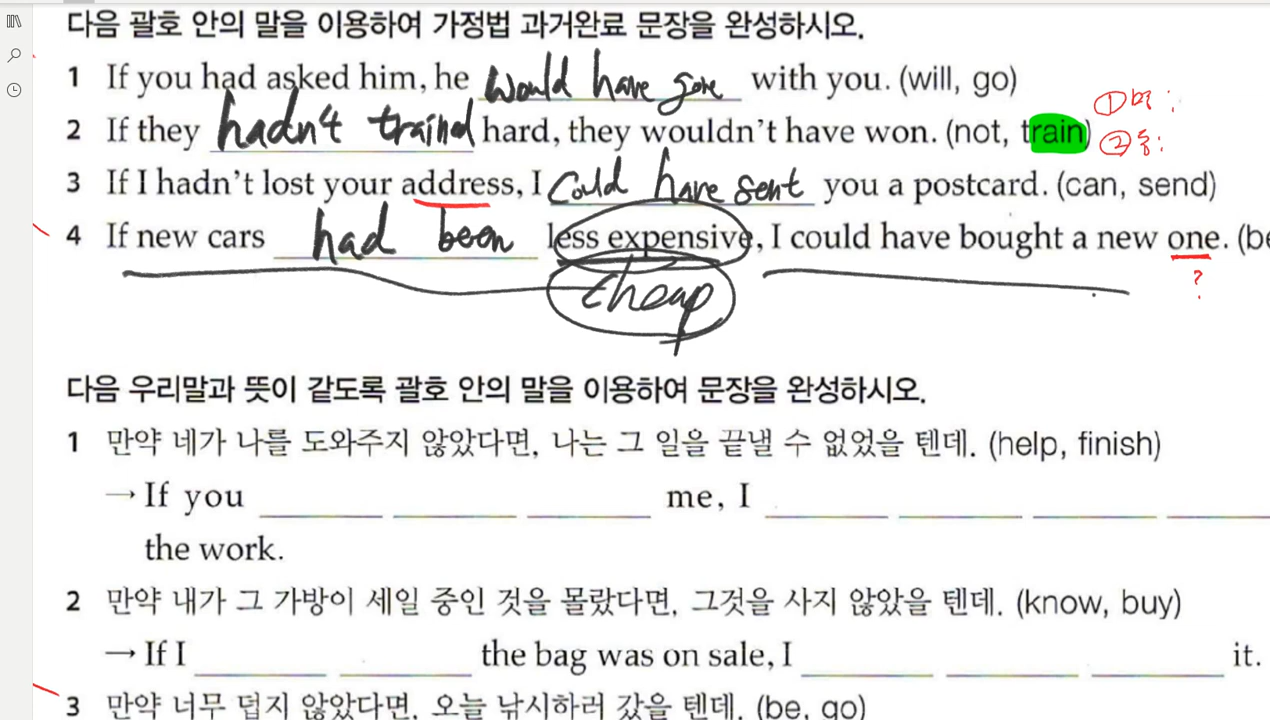 다음 괄호 안의 말을 이용하여 가정법 과거완료 문장을 완성하시오.
1 If you had asked him, he would have gone with you. (will, go)
2 If they hadn't trained hard, they wouldn't have won. (not, train) ① 명 :
② 동 :
3 If I hadn't lost your address, I could have sent you a postcard. (can, send)
4 If new cars had been less expensive, I could have bought a new one. (be
cheap ?
다음 우리말과 뜻이 같도록 괄호 안의 말을 이용하여 문장을 완성하시오.
1 만약 네가 나를 도와주지 않았다면, 나는 그 일을 끝낼 수 없었을 텐데. (help, finish)
→ If you me, I
the work.
2 만약 내가 그 가방이 세일 중인 것을 몰랐다면, 그것을 사지 않았을 텐데. (know, buy)
→ If I the bag was on sale, I it.
3 만약 너무 덥지 않았다면, 오늘 낚시하러 갔을 텐데. (be, go)